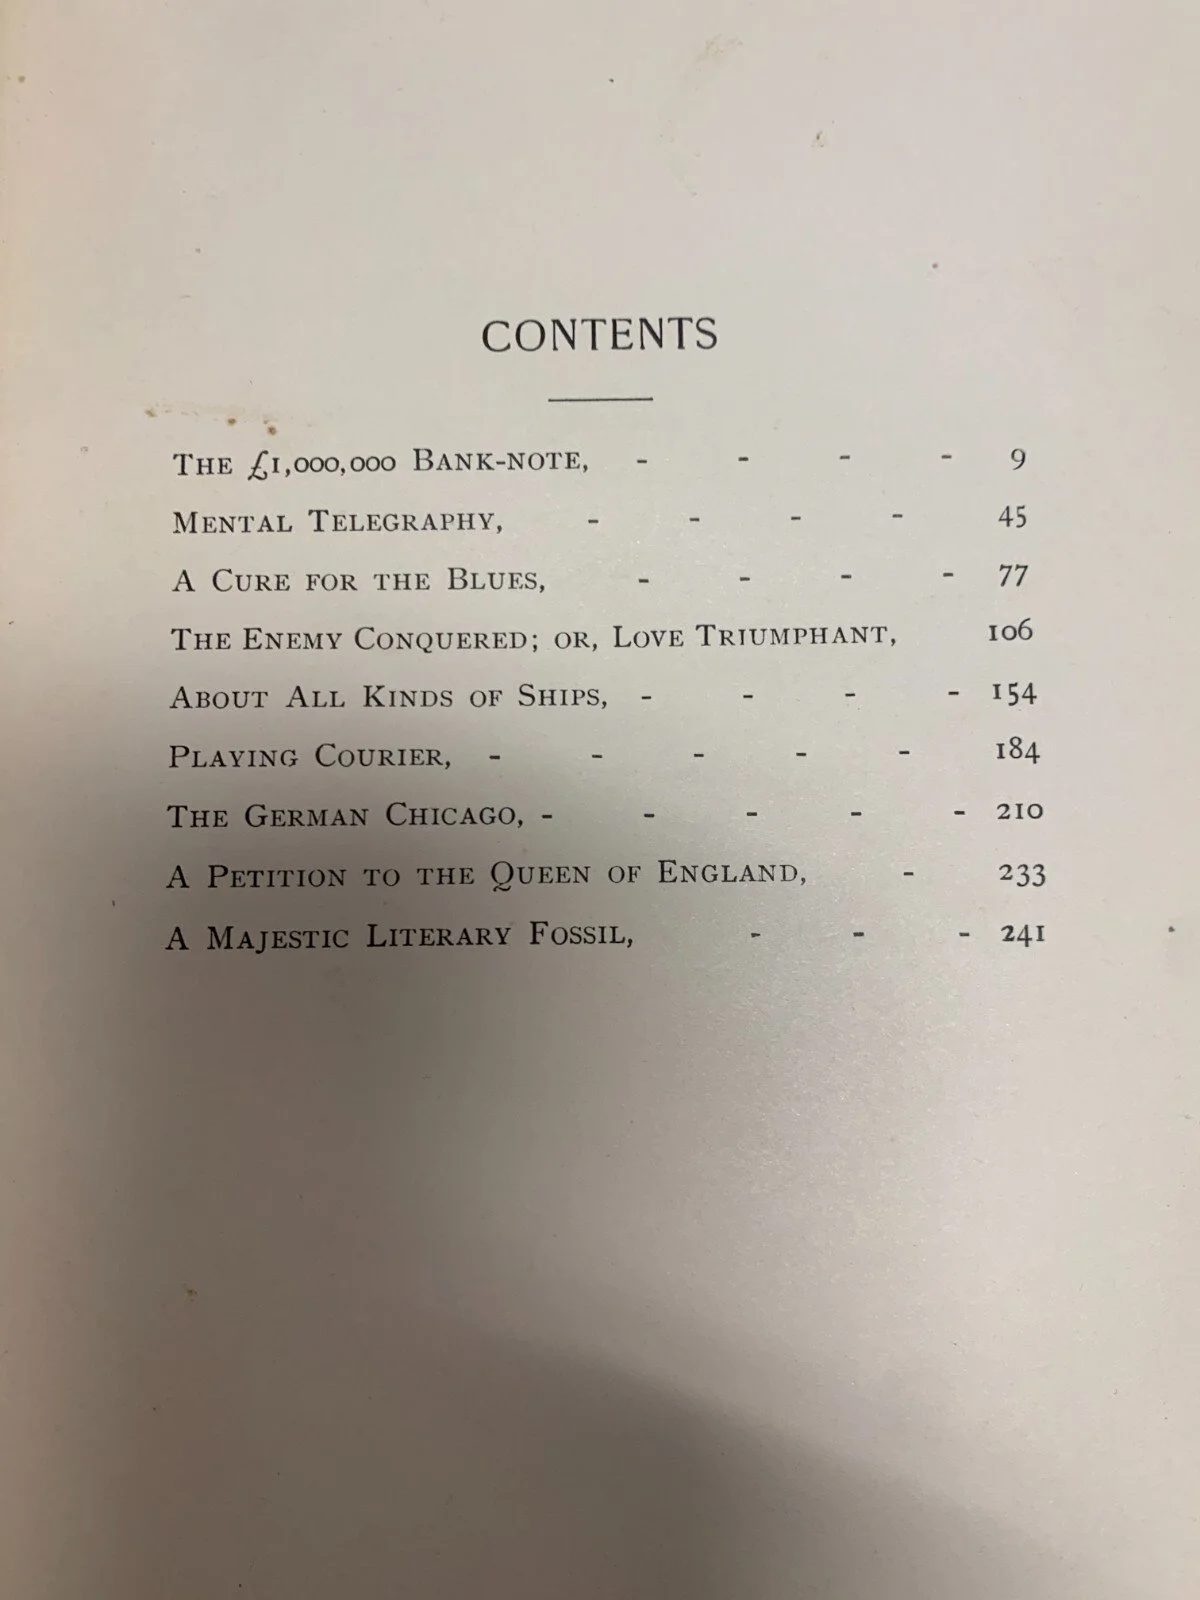 CONTENTS
THE £1,000,000 BANK-NOTE, - - - - 9
MENTAL TELEGRAPHY, - - - - 45
A CURE FOR THE BLUES, - - - - 77
THE ENEMY CONQUERED; OR, LOVE TRIUMPHANT, 106
ABOUT ALL KINDS OF SHIPS, - - - - 154
PLAYING COURIER, - - - - - 184
THE GERMAN CHICAGO, - - - - - 210
A PETITION TO THE QUEEN OF ENGLAND, - 233
A MAJESTIC LITERARY FOSSIL, - - - 241